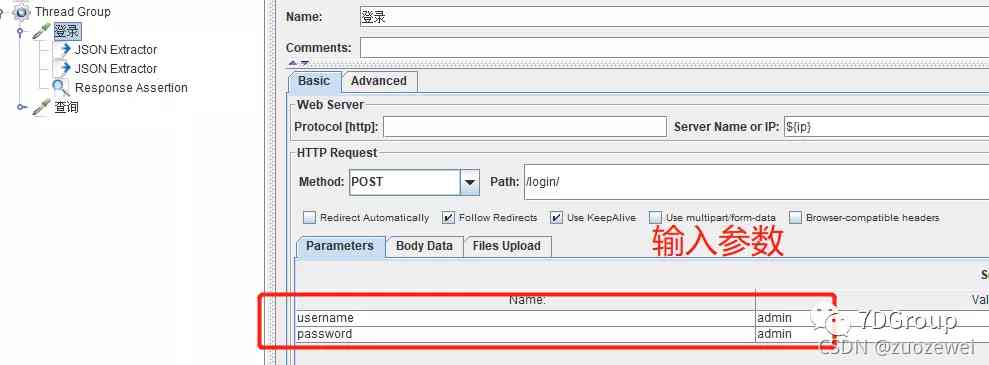 Thread Group
登录
JSON Extractor
JSON Extractor
Response Assertion
查询
Name: 登录
Comments:
Basic Advanced
Web Server
Protocol [http]: Server Name or IP: ${ip}
HTTP Request
Method: POST Path: /login/
Redirect Automatically Follow Redirects Use KeepAlive Use multipart/form-data Browser-compatible headers
输入参数
Parameters Body Data Files Upload
S
Name: Val
username admin
password admin
7DGroup
CSDN @zuozewei